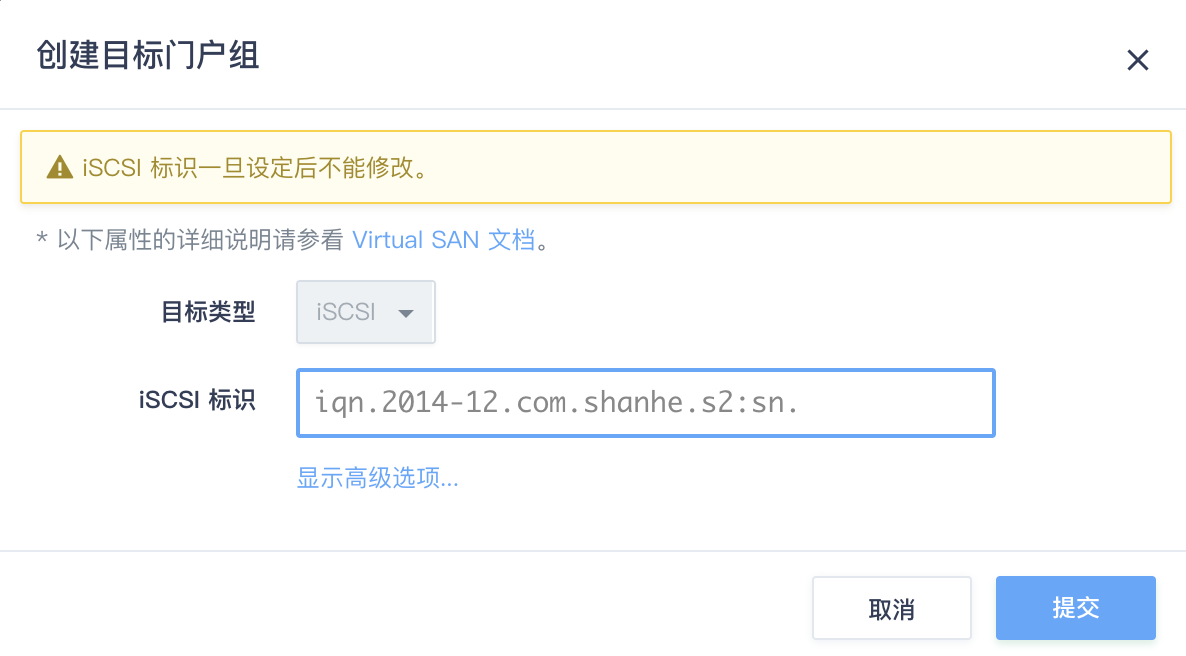 创建目标门户组
iSCSI 标识一旦设定后不能修改。
* 以下属性的详细说明请参看 Virtual SAN 文档。
目标类型 iSCSI
iSCSI 标识 iqn.2014-12.com.shanhe.s2:sn.
显示高级选项...
取消 提交